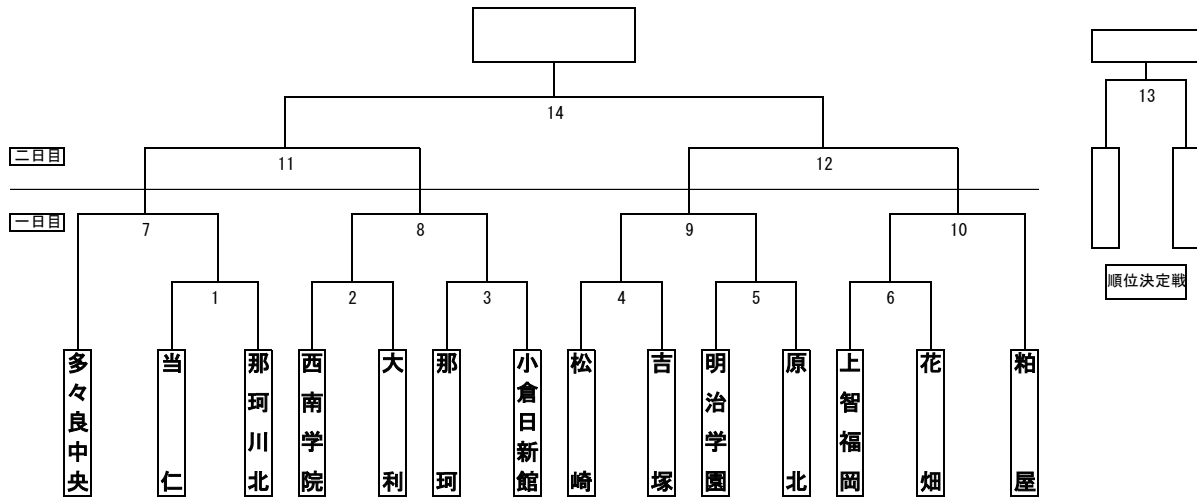 14
13
二日目
11
12
一日目
7
8
9
10
1
2
3
4
5
6
順位決定戦
多々良中央
当仁
那珂川北
西南学院
大利
那珂
小倉日新館
松崎
吉塚
明治学園
原北
上智福岡
花畑
粕屋